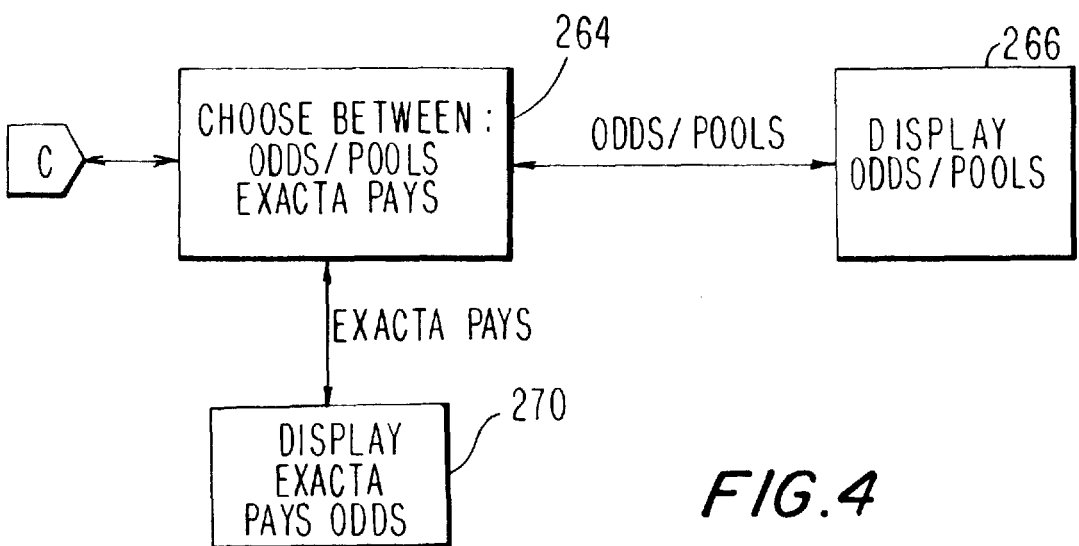 264
266
C
CHOOSE BETWEEN:
ODDS/POOLS
EXACTA PAYS
ODDS/POOLS
DISPLAY
ODDS/POOLS
EXACTA PAYS
270
DISPLAY
EXACTA
PAYS ODDS
FIG.4